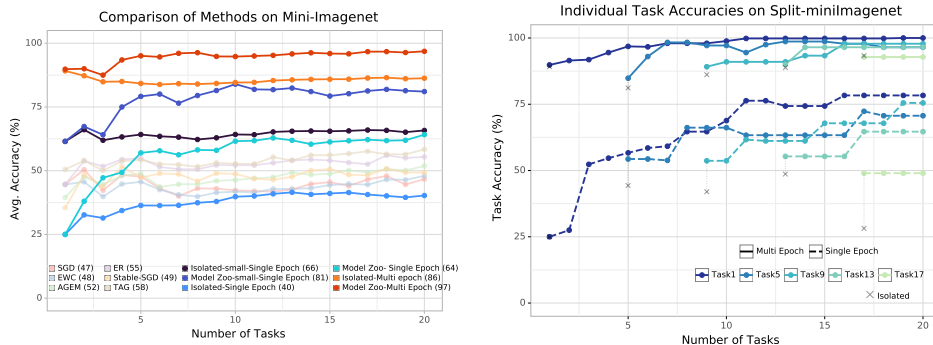 Comparison of Methods on Mini-Imagenet
Avg. Accuracy (%)
100
75
50
25
0
SGD (47)
EWC (48)
AGEM (52)
ER (55)
Stable-SGD (49)
TAG (58)
Isolated-small-Single Epoch (66)
Model Zoo-small-Single Epoch (81)
Isolated-Single Epoch (40)
Model Zoo- Single Epoch (64)
Isolated-Multi Epoch (86)
Model Zoo-Multi Epoch (97)
5
10
15
20
Number of Tasks
Individual Task Accuracies on Split-miniImagenet
Task Accuracy (%)
100
75
50
25
0
Multi Epoch
Single Epoch
Task1
Task5
Task9
Task13
Task17
Isolated
5
10
15
20
Number of Tasks